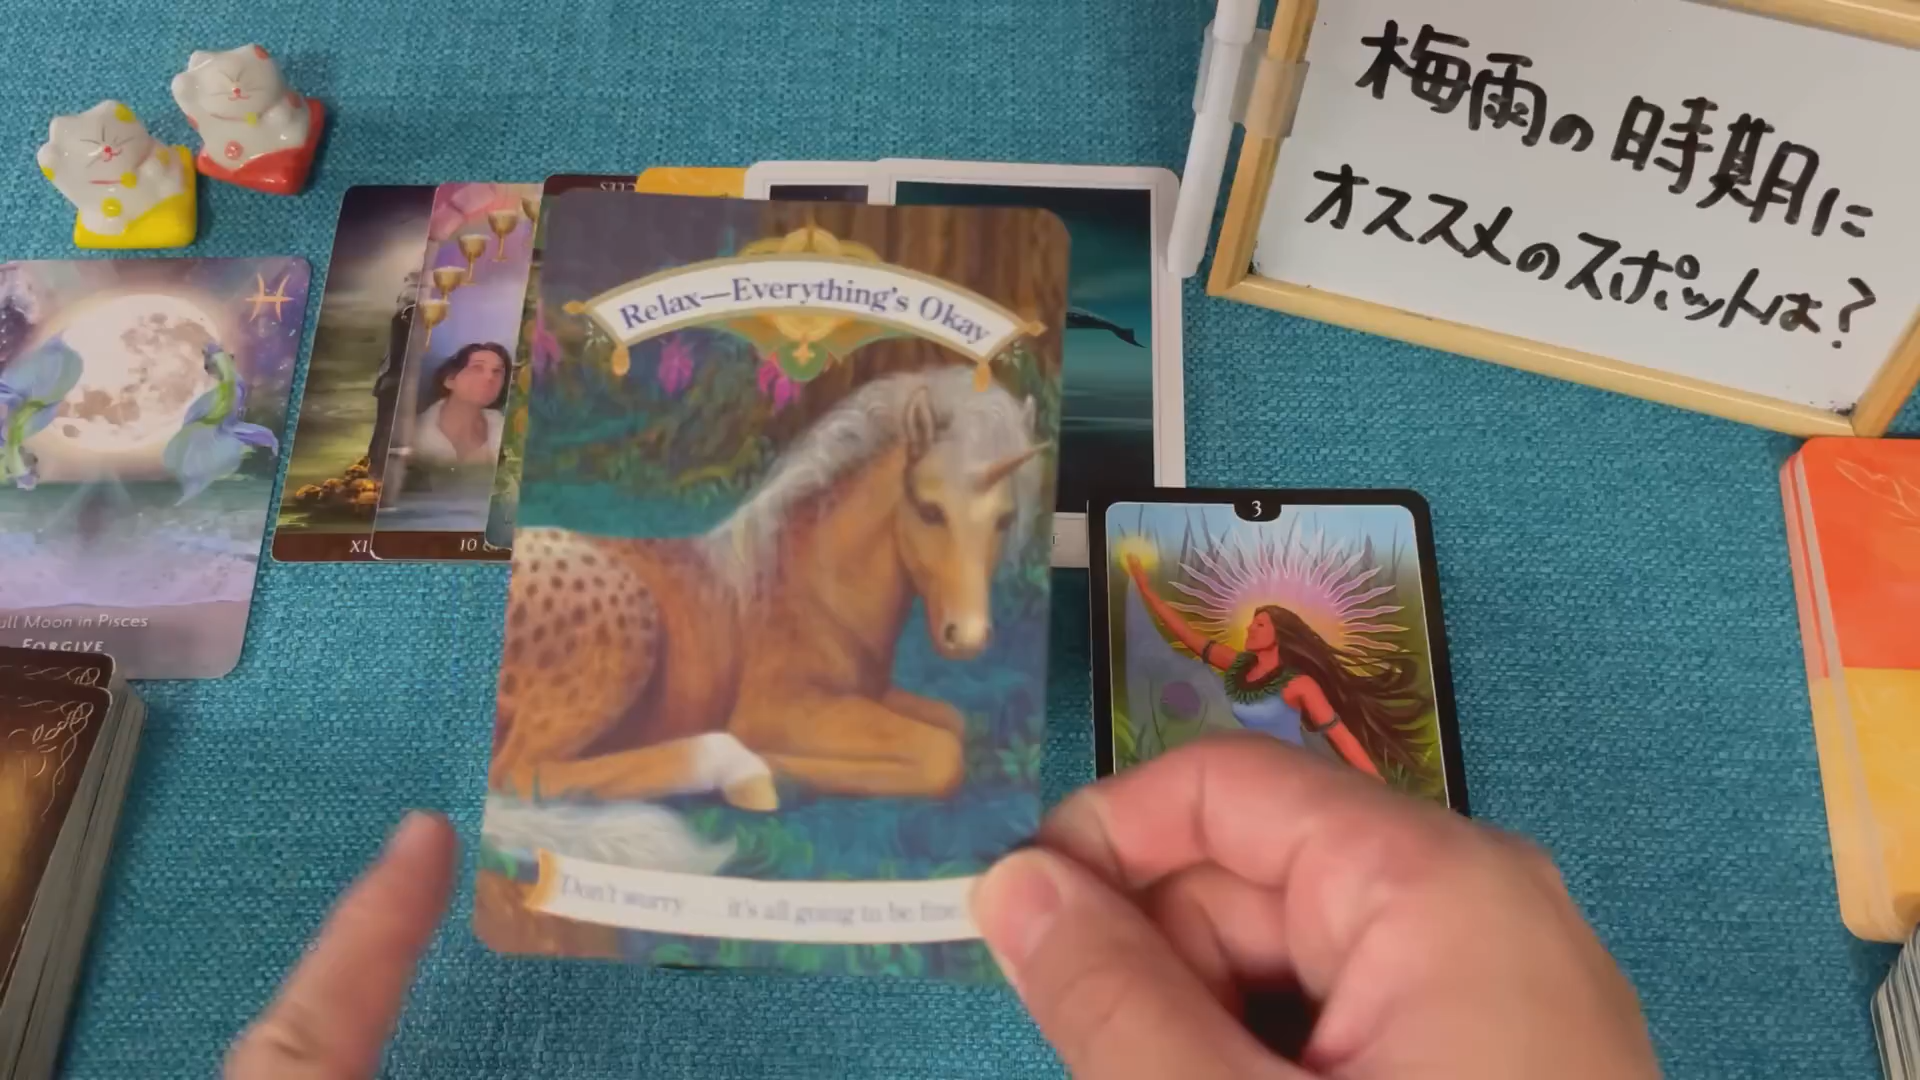 梅雨の時期に
オススメのスポットは?
Relax—Everything's Okay
Don't worry ... it's all going to be fine
3
ull Moon in Pisces
FORGIVE
XI
10